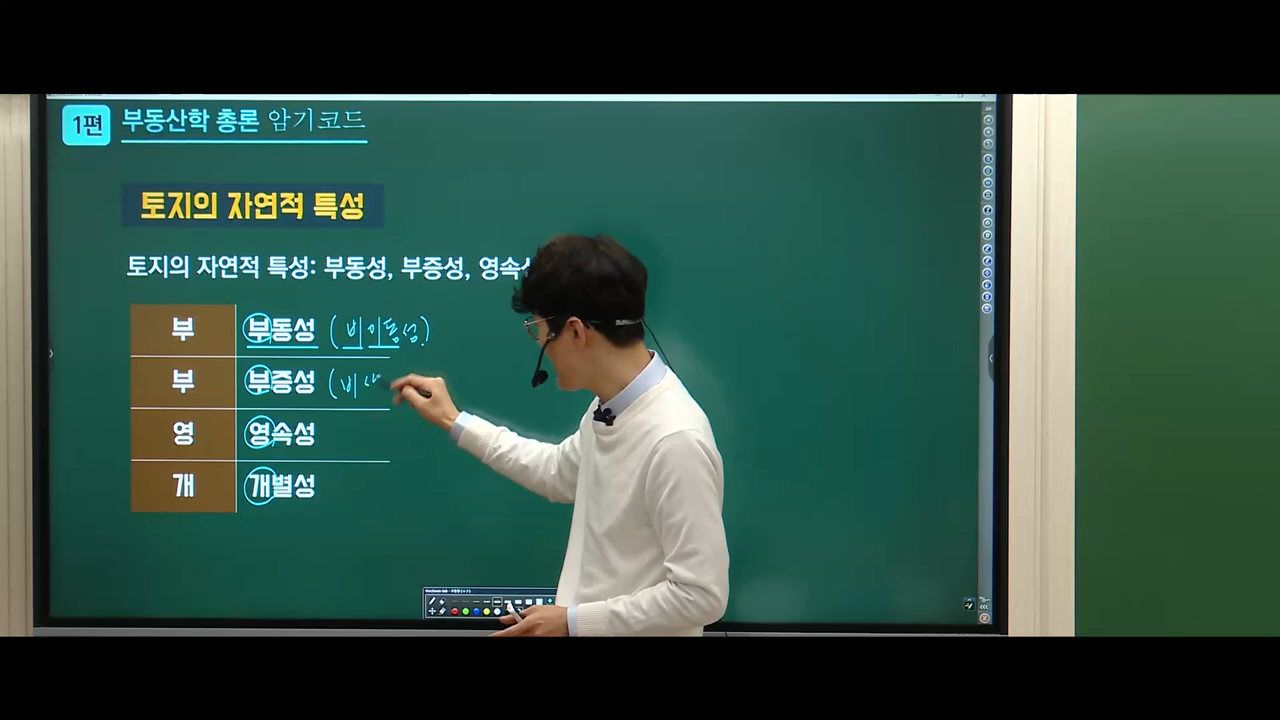 1편 부동산학 총론 암기코드
토지의 자연적 특성
토지의 자연적 특성: 부동성, 부증성, 영속
부 부동성 (비이동성)
부 부증성 (비
영 영속성
개 개별성